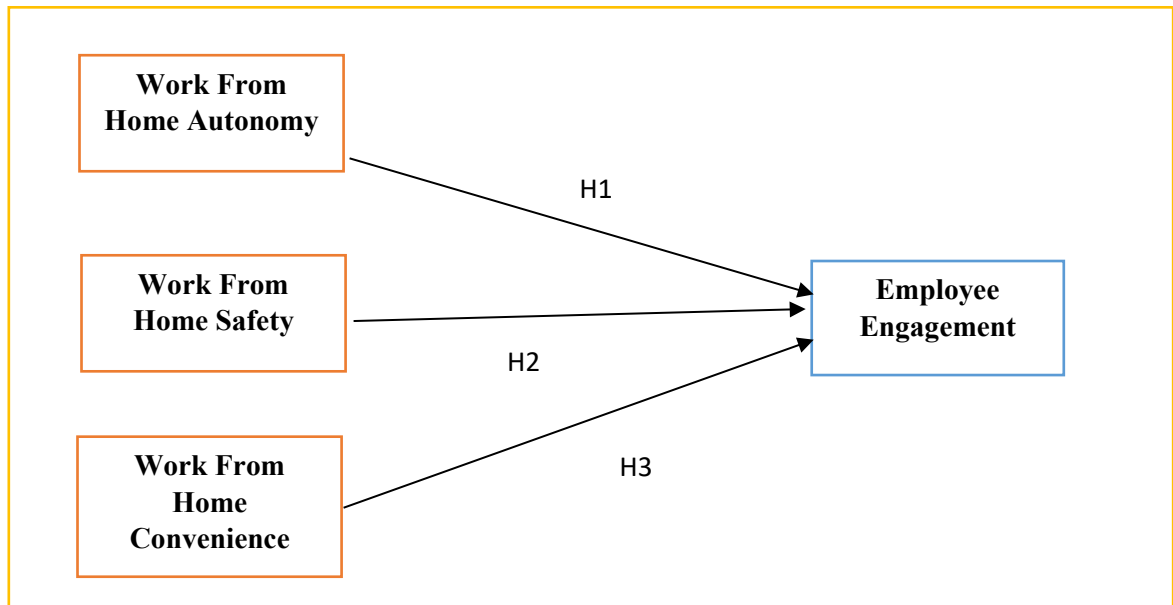 Work From
Home Autonomy
H1
Work From
Home Safety
Employee
Engagement
H2
Work From
Home
Convenience
H3